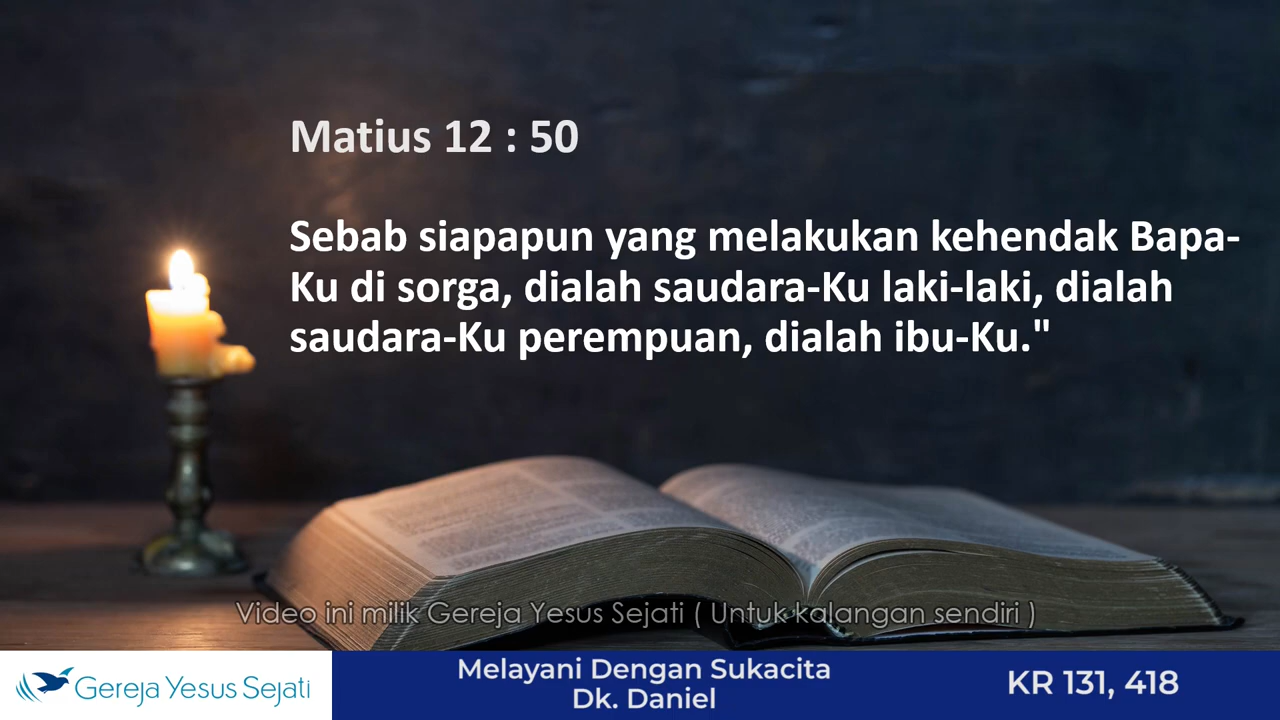 Matius 12 : 50
Sebab siapapun yang melakukan kehendak Bapa-
Ku di sorga, dialah saudara-Ku laki-laki, dialah
saudara-Ku perempuan, dialah ibu-Ku."
Video ini milik Gereja Yesus Sejati ( Untuk kalangan sendiri )
Gereja Yesus Sejati
Melayani Dengan Sukacita
Dk. Daniel
KR 131, 418